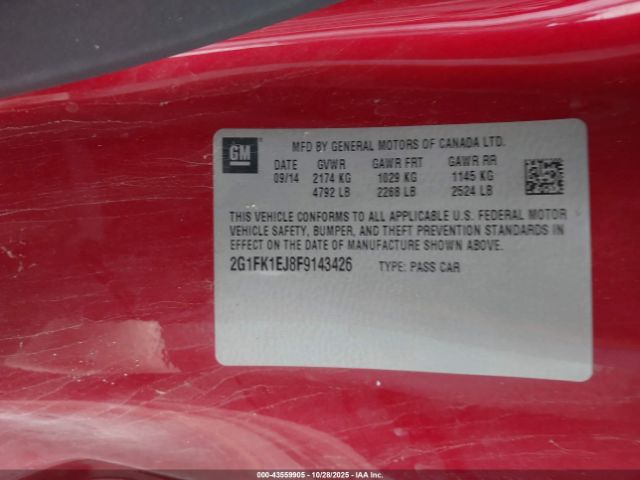 GM
MFD BY GENERAL MOTORS OF CANADA LTD.
DATE GVWR GAWR FRT GAWR RR
09/14 2174 KG 1029 KG 1145 KG
4792 LB 2268 LB 2524 LB
THIS VEHICLE CONFORMS TO ALL APPLICABLE U.S. FEDERAL MOTOR
VEHICLE SAFETY, BUMPER, AND THEFT PREVENTION STANDARDS IN
EFFECT ON THE DATE OF MANUFACTURE SHOWN ABOVE.
2G1FK1EJ8F9143426 TYPE: PASS CAR
000-43559905 - 10/28/2025 - IAA Inc.